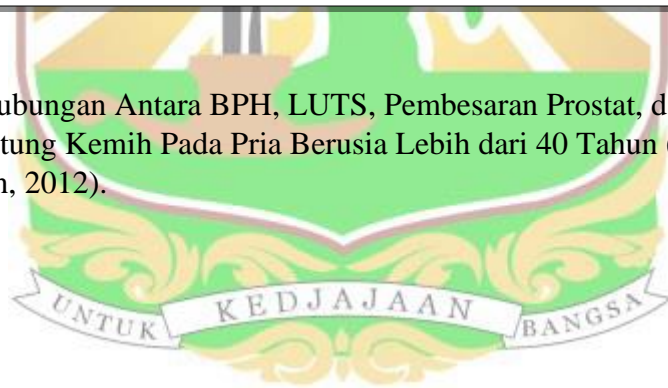 ubungan Antara BPH, LUTS, Pembesaran Prostat, d
tung Kemih Pada Pria Berusia Lebih dari 40 Tahun
n, 2012).
UNTUK KEDJAJAAN BANGSA